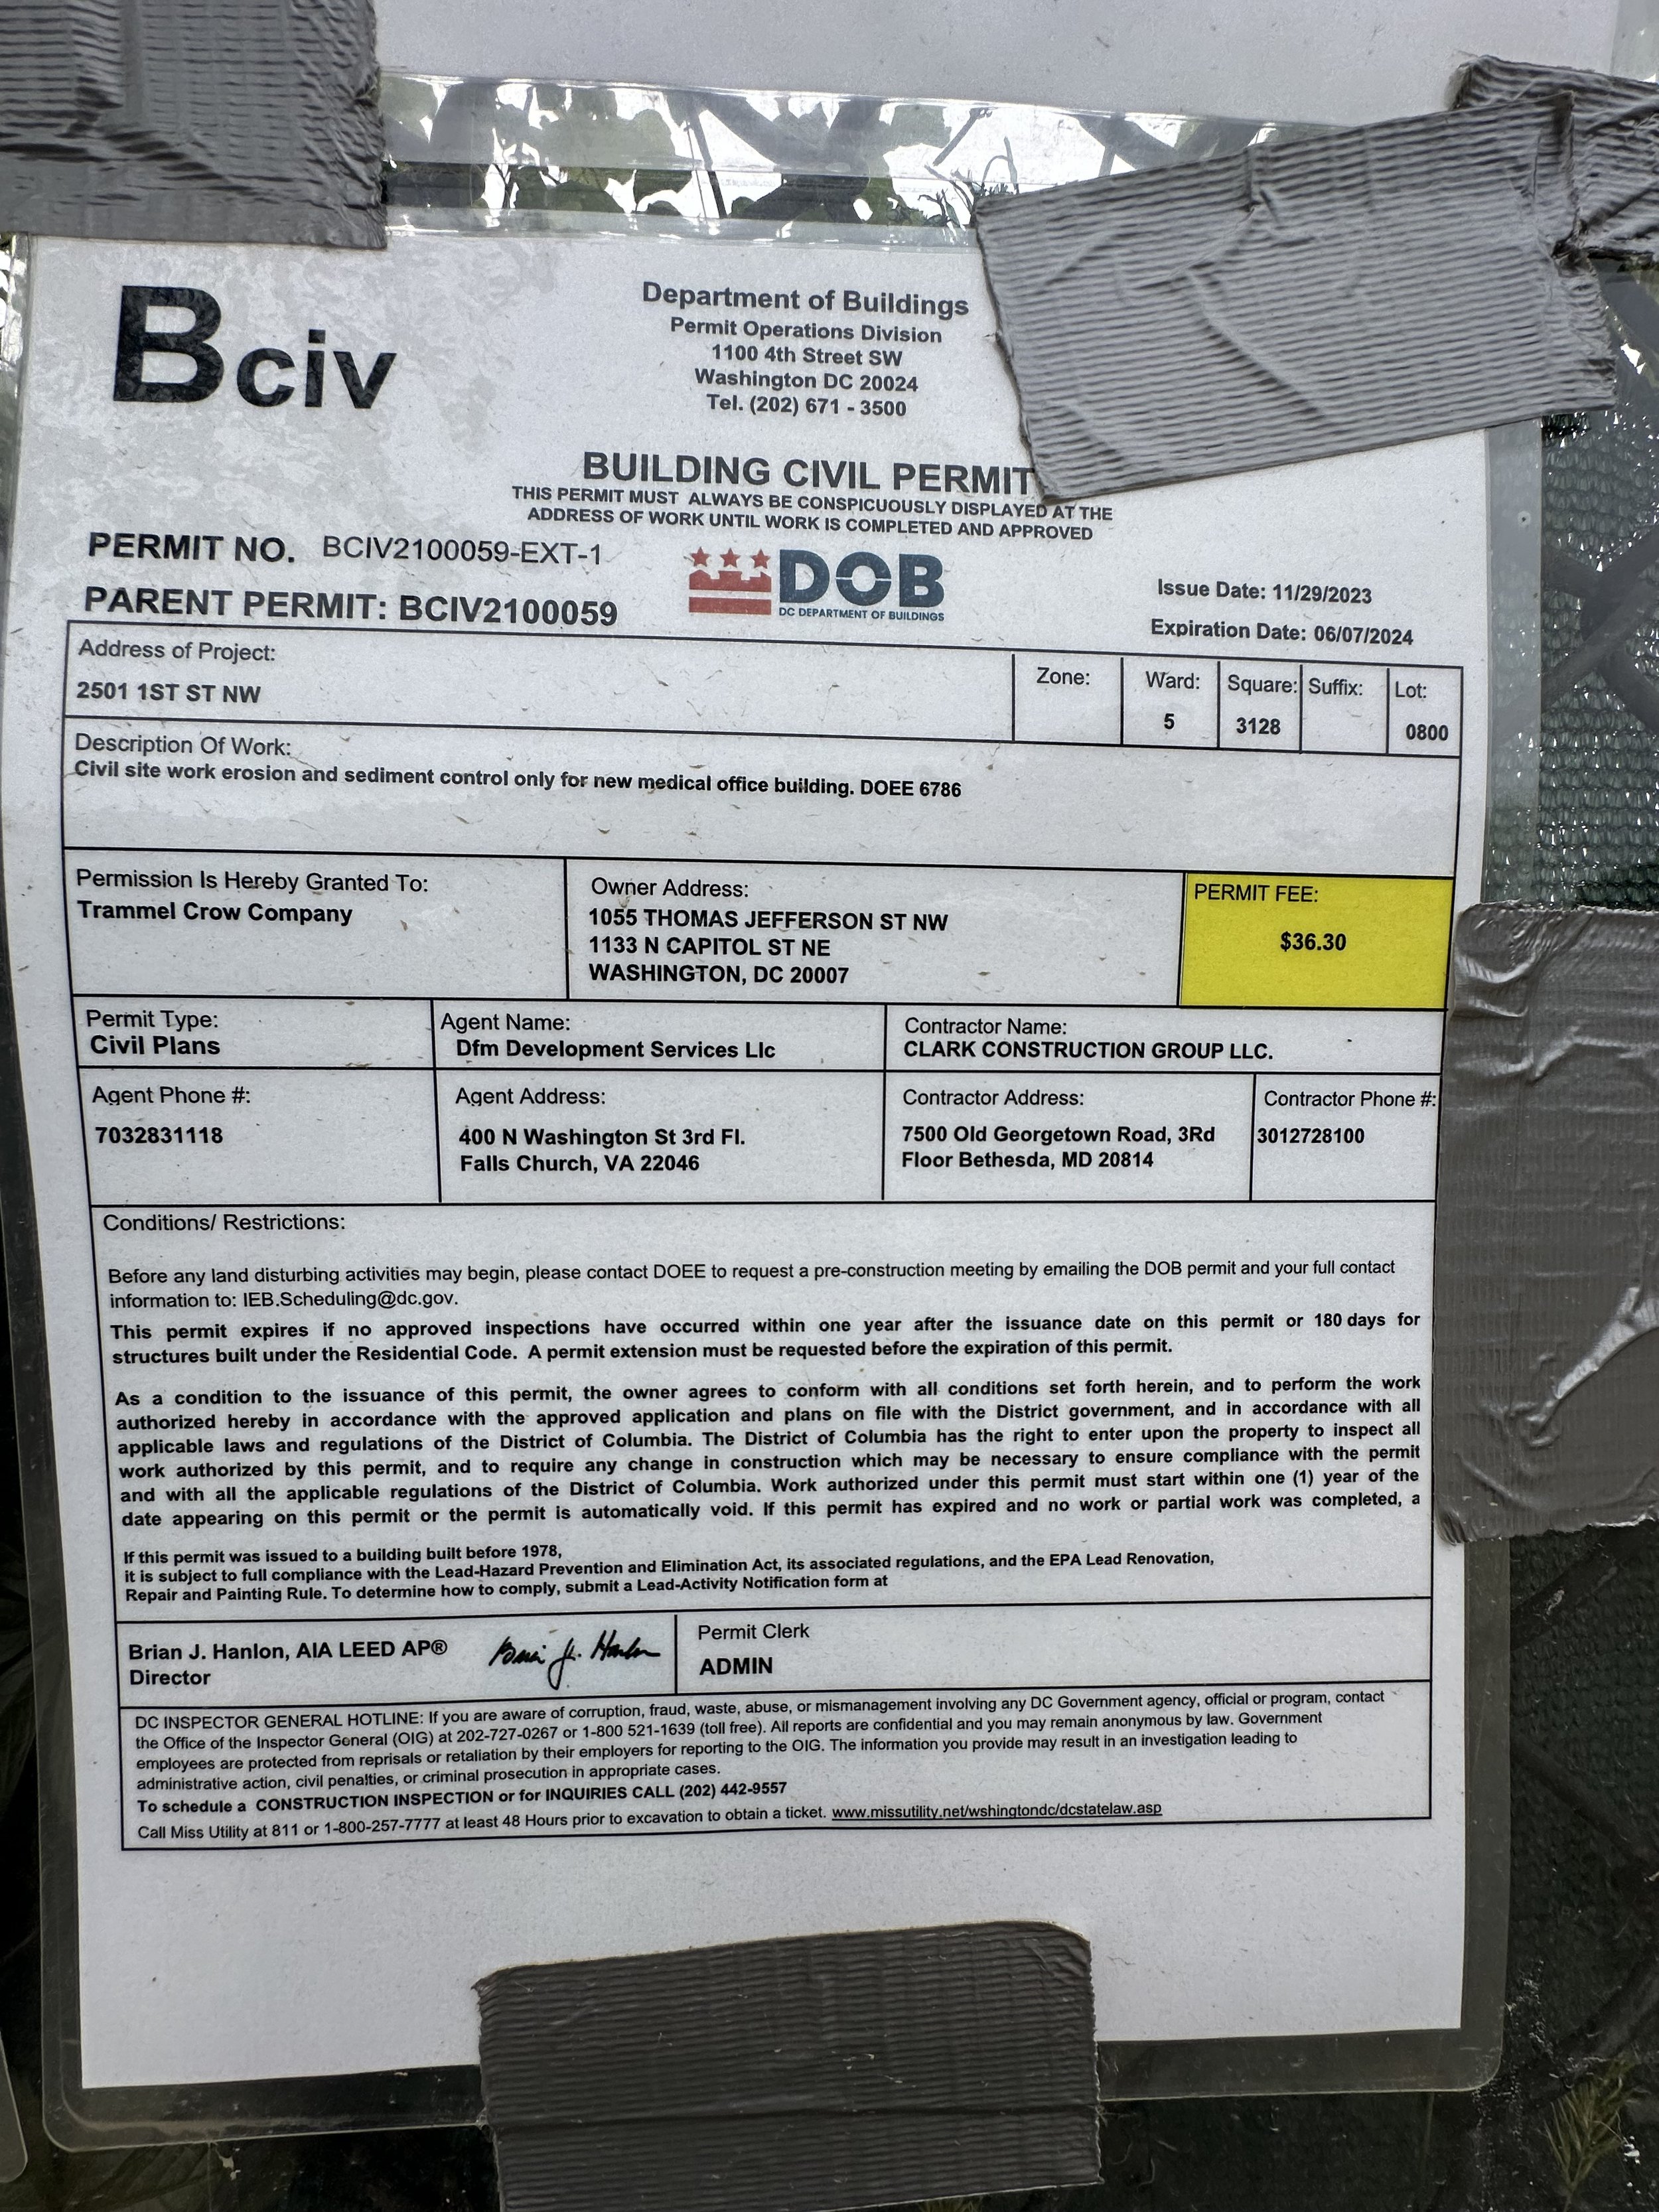 Bciv
Department of Buildings
Permit Operations Division
1100 4th Street SW
Washington DC 20024
Tel. (202) 671 - 3500
BUILDING CIVIL PERMIT
THIS PERMIT MUST ALWAYS BE CONSPICUOUSLY DISPLAYED AT THE
ADDRESS OF WORK UNTIL WORK IS COMPLETED AND APPROVED
PERMIT NO. BCIV2100059-EXT-1
PARENT PERMIT: BCIV2100059
DOB
DC DEPARTMENT OF BUILDINGS
Issue Date: 11/29/2023
Expiration Date: 06/07/2024
Address of Project:
2501 1ST ST NW
Zone:
Ward:
5
Square:
3128
Suffix:
Lot:
0800
Description Of Work:
Civil site work erosion and sediment control only for new medical office building. DOEE 6786
Permission Is Hereby Granted To:
Trammel Crow Company
Owner Address:
1055 THOMAS JEFFERSON ST NW
1133 N CAPITOL ST NE
WASHINGTON, DC 20007
PERMIT FEE:
$36.30
Permit Type:
Civil Plans
Agent Name:
Dfm Development Services Llc
Contractor Name:
CLARK CONSTRUCTION GROUP LLC.
Agent Phone #:
7032831118
Agent Address:
400 N Washington St 3rd Fl.
Falls Church, VA 22046
Contractor Address:
7500 Old Georgetown Road, 3Rd
Floor Bethesda, MD 20814
Contractor Phone #:
3012728100
Conditions/ Restrictions:
Before any land disturbing activities may begin, please contact DOEE to request a pre-construction meeting by emailing the DOB permit and your full contact
information to: IEB.Scheduling@dc.gov.
This permit expires if no approved inspections have occurred within one year after the issuance date on this permit or 180 days for
structures built under the Residential Code. A permit extension must be requested before the expiration of this permit.
As a condition to the issuance of this permit, the owner agrees to conform with all conditions set forth herein, and to perform the work
authorized hereby in accordance with the approved application and plans on file with the District government, and in accordance with all
applicable laws and regulations of the District of Columbia. The District of Columbia has the right to enter upon the property to inspect all
work authorized by this permit, and to require any change in construction which may be necessary to ensure compliance with the permit
and with all the applicable regulations of the District of Columbia. Work authorized under this permit must start within one (1) year of the
date appearing on this permit or the permit is automatically void. If this permit has expired and no work or partial work was completed, a
If this permit was issued to a building built before 1978,
it is subject to full compliance with the Lead-Hazard Prevention and Elimination Act, its associated regulations, and the EPA Lead Renovation,
Repair and Painting Rule. To determine how to comply, submit a Lead-Activity Notification form at
Brian J. Hanlon, AIA LEED AP®
Director
Brian J. Hanlon
Permit Clerk
ADMIN
DC INSPECTOR GENERAL HOTLINE: If you are aware of corruption, fraud, waste, abuse, or mismanagement involving any DC Government agency, official or program, contact
the Office of the Inspector General (OIG) at 202-727-0267 or 1-800 521-1639 (toll free). All reports are confidential and you may remain anonymous by law. Government
employees are protected from reprisals or retaliation by their employers for reporting to the OIG. The information you provide may result in an investigation leading to
administrative action, civil penalties, or criminal prosecution in appropriate cases.
To schedule a CONSTRUCTION INSPECTION or for INQUIRIES CALL (202) 442-9557
Call Miss Utility at 811 or 1-800-257-7777 at least 48 Hours prior to excavation to obtain a ticket. www.missutility.net/wshingtondc/dcstatelaw.asp